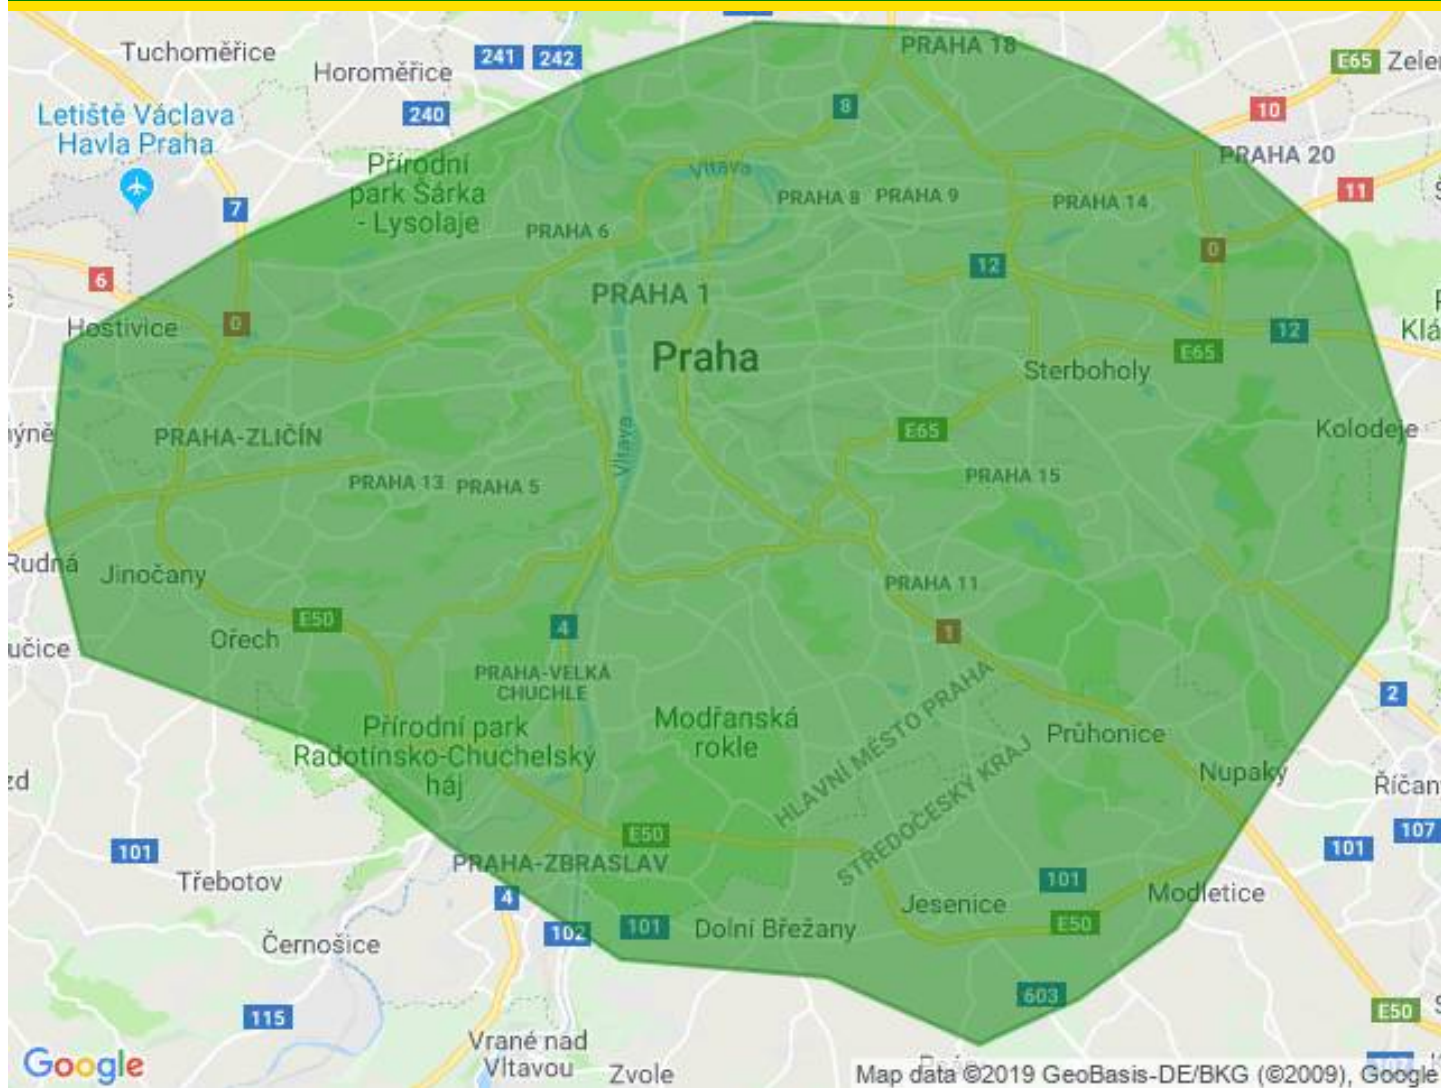 PRAHA 18
Tuchoměřice
241
242
E65
Zele
Horoměřice
Letiště Václava
Havla Praha
240
8
10
Přírodní
park Šárka
- Lysolaje
Vltava
PRAHA 20
7
PRAHA 8
PRAHA 9
PRAHA 14
11
PRAHA 6
0
12
6
PRAHA 1
Hostivice
0
12
Klá
Praha
E65
Sterboholy
PRAHA-ZLIČÍN
Vltava
E65
Kolodeje
ýně
PRAHA 13
PRAHA 5
PRAHA 15
Rudná
Jinočany
PRAHA 11
E50
4
1
Ořech
učice
PRAHA-VELKÁ
CHUCHLE
2
Přírodní park
Radotínsko-Chuchelský
háj
Modřanská
rokle
HLAVNÍ MĚSTO PRAHA
STŘEDOČESKÝ KRAJ
Průhonice
Nupaky
Říčan
zd
E50
107
101
101
PRAHA-ZBRASLAV
Třebotov
101
Modletice
4
Jesenice
E50
102
101
Dolní Břežany
Černošice
603
115
E50
Vrané nad
Vltavou
Zvole
Google
Map data ©2019 GeoBasis-DE/BKG (©2009), Google